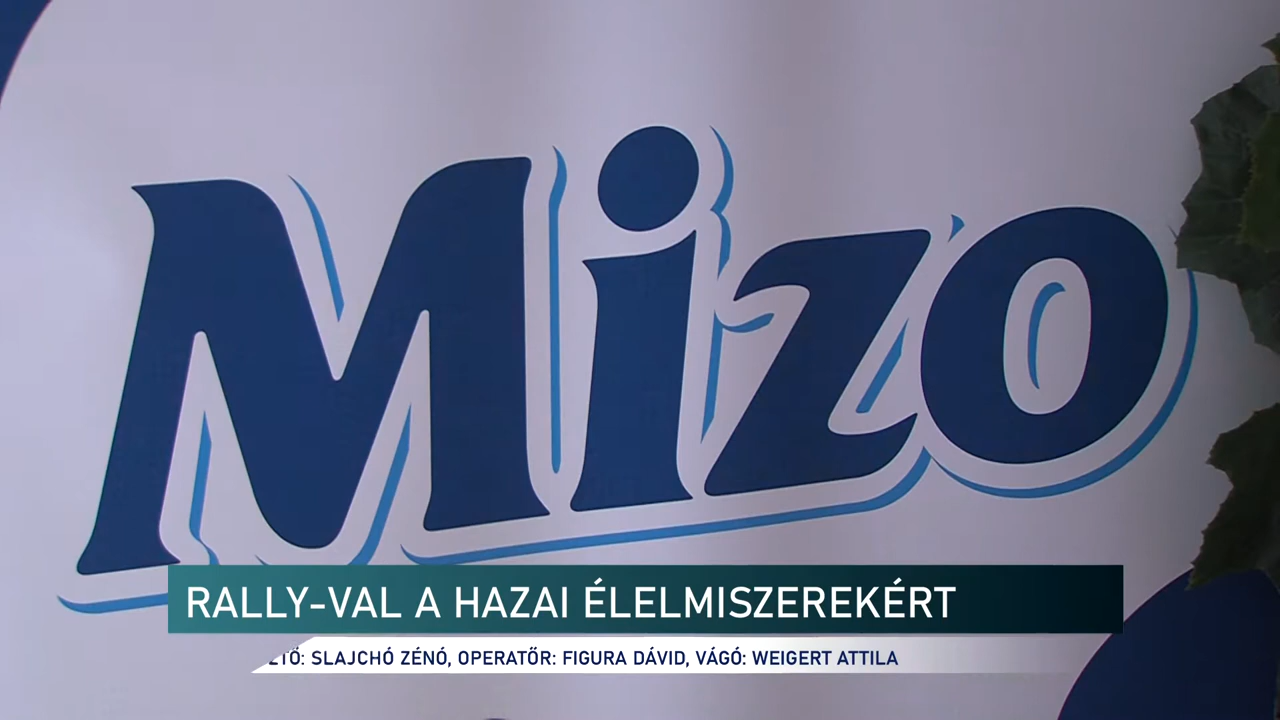 Mizo
RALLY-VAL A HAZAI ÉLELMISZEREKÉRT
SLAJCHÓ ZÉNÓ, OPERATŐR: FIGURA DÁVID, VÁGÓ: WEIGERT ATTILA